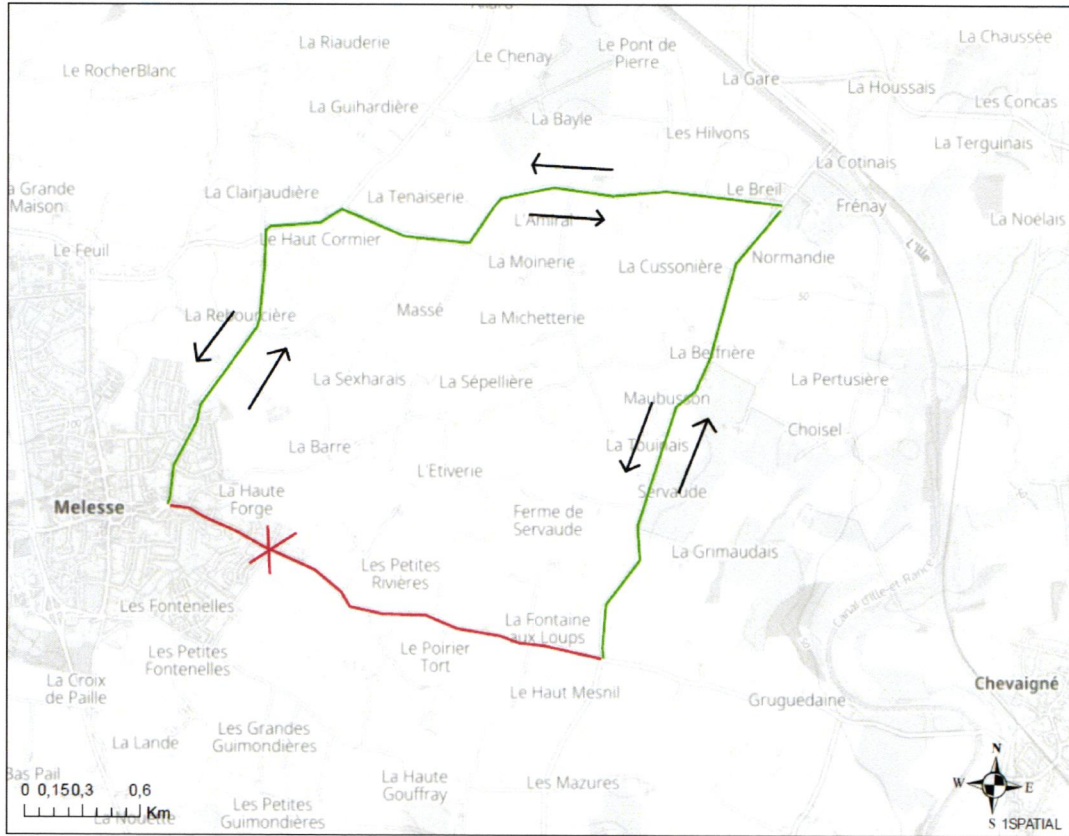 La Riauderie
Le Chenay
Le Pont de
Pierre
La Chaussée
Le RocherBlanc
La Gare
La Houssais
Les Concas
La Guihardière
La Bayle
Les Hilvons
La Terguinais
La Cotinais
La Clairjaudière
La Tenaiserie
Le Breil
Frénay
La Noëlais
a Grande
Maison
L'Amiral
Le Feuil
Le Haut Cormier
La Moinerie
La Cussonière
Normandie
L'Ille
50
La Rebourcière
Massé
La Michetterie
La Beffrière
La Sexharais
La Sépellière
La Pertusière
Maubusson
Choisel
La Barre
La Touinais
L'Etiverie
La Haute
Forge
Servaude
Melesse
Ferme de
Servaude
La Grimaudais
Les Petites
Rivières
Canal d'Ille-et-Rance
Les Fontenelles
La Fontaine
aux Loups
Les Petites
Fontenelles
Le Poirier
Tort
La Croix
de Paille
Le Haut Mesnil
Gruguedaine
Chevaigné
La Lande
Les Grandes
Guimondières
Bas Pail
La Haute
Gouffray
Les Mazures
N
W
E
S
0 0,150,3 0,6
Km
La Nouette
Les Petites
Guimondières
1SPATIAL